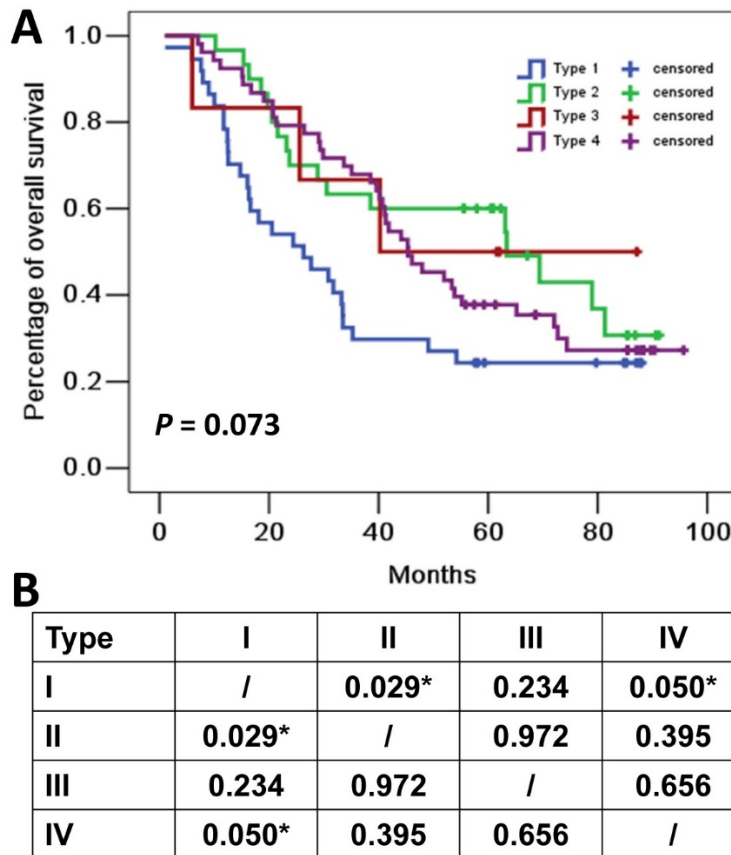 A
Percentage of overall survival
1.0
0.8
0.6
0.4
0.2
0.0
Type 1 censored
Type 2 censored
Type 3 censored
Type 4 censored
P = 0.073
0 20 40 60 80 100
Months
B
Type I II III IV
I / 0.029* 0.234 0.050*
II 0.029* / 0.972 0.395
III 0.234 0.972 / 0.656
IV 0.050* 0.395 0.656 /